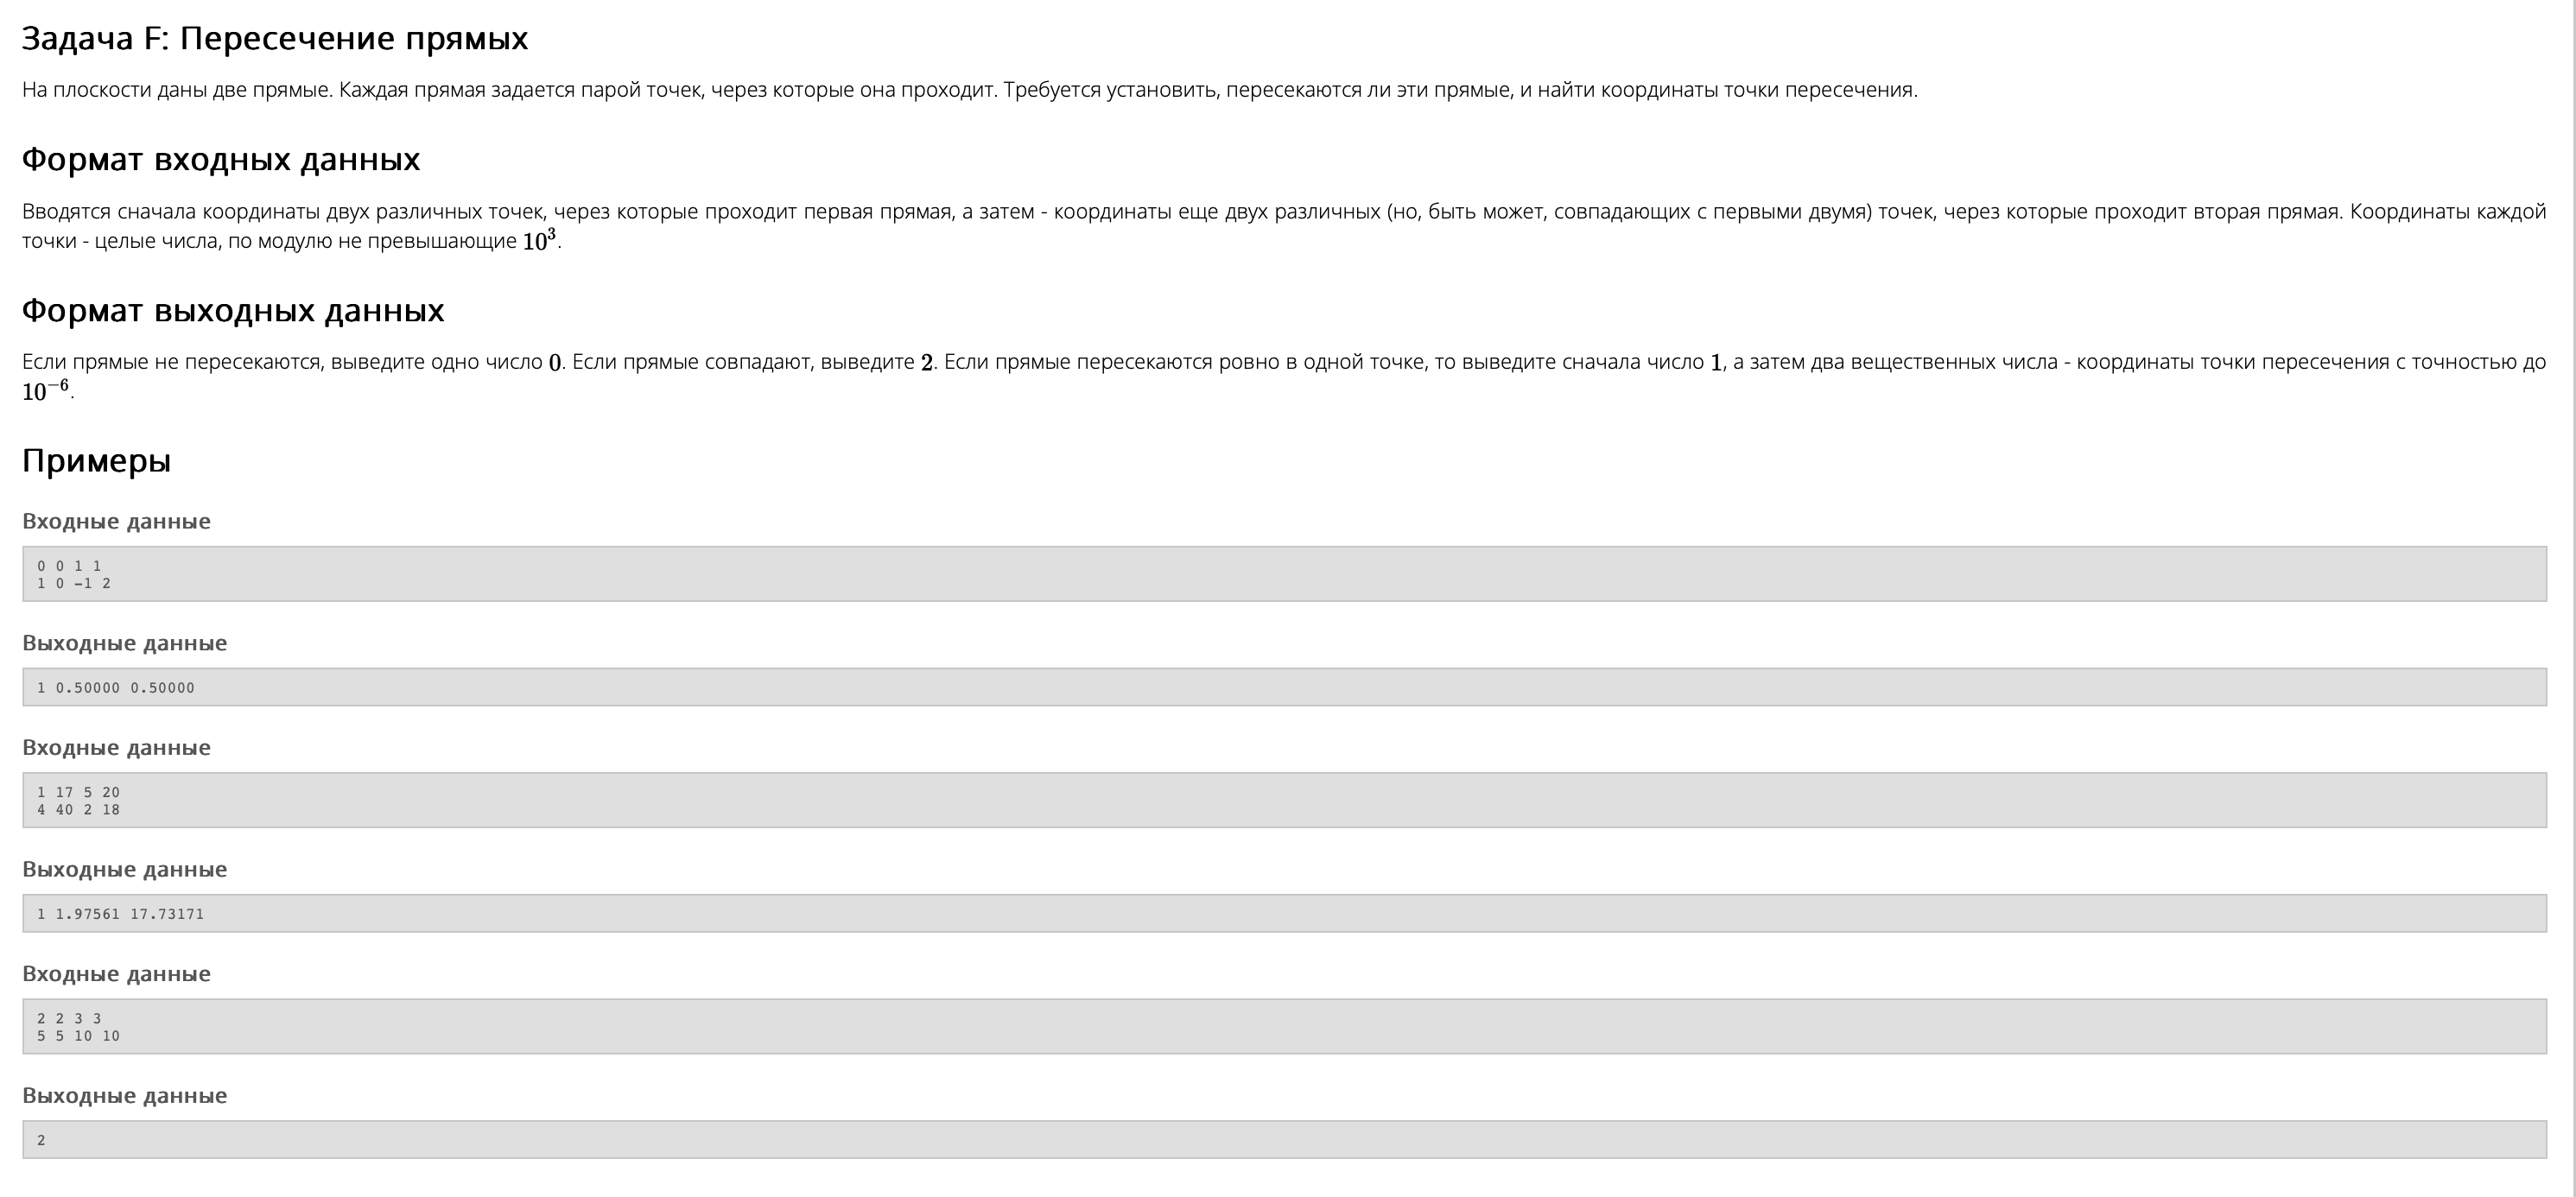 Задача F: Пересечение прямых
На плоскости даны две прямые. Каждая прямая задается парой точек, через которые она проходит. Требуется установить, пересекаются ли эти прямые, и найти координаты точки пересечения.
Формат входных данных
Вводятся сначала координаты двух различных точек, через которые проходит первая прямая, а затем - координаты еще двух различных (но, быть может, совпадающих с первыми двумя) точек, через которые проходит вторая прямая. Координаты каждой
точки - целые числа, по модулю не превышающие 10³.
Формат выходных данных
Если прямые не пересекаются, выведите одно число 0. Если прямые совпадают, выведите 2. Если прямые пересекаются ровно в одной точке, то выведите сначала число 1, а затем два вещественных числа - координаты точки пересечения с точностью до
10⁻⁶.
Примеры
Входные данные
0 0 1 1
1 0 -1 2
Выходные данные
1 0.50000 0.50000
Входные данные
1 17 5 20
4 40 2 18
Выходные данные
1 1.97561 17.73171
Входные данные
2 2 3 3
5 5 10 10
Выходные данные
2